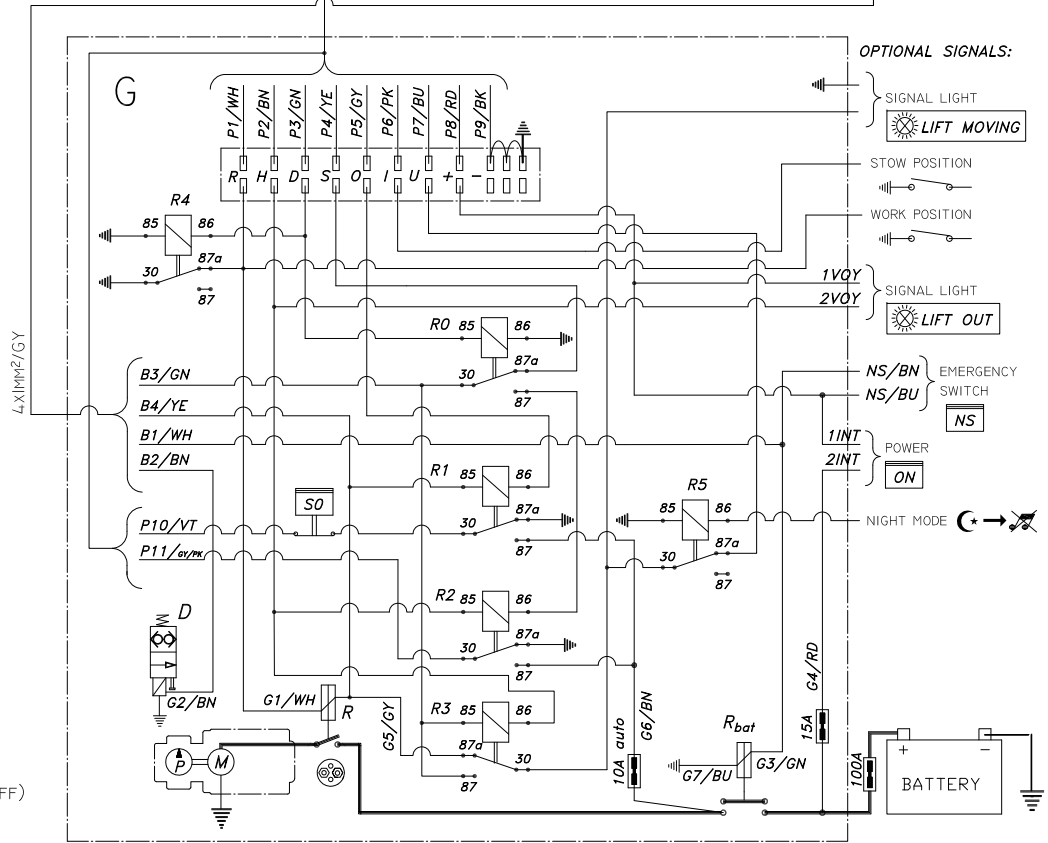 OPTIONAL SIGNALS:
G
P1/WH
P2/BN
P3/GN
P4/YE
P5/GY
P6/PK
P7/BU
P8/RD
P9/BK
SIGNAL LIGHT
LIFT MOVING
R H D S O I U + -
STOW POSITION
R4
85 86
WORK POSITION
87a
30
87
1VOY
2VOY
SIGNAL LIGHT
LIFT OUT
4x1MM²/GY
R0 85 86
87a
30
87
B3/GN
B4/YE
B1/WH
B2/BN
NS/BN
NS/BU
EMERGENCY
SWITCH
NS
1INT
2INT
POWER
ON
R1
85 86
87a
30
87
S0
P10/VT
P11/GY/PK
R5
85 86
87a
30
87
NIGHT MODE
R2 85 86
87a
30
87
D
G2/BN
G1/WH
R
G5/GY
R3
85 86
87a 30
87
10A auto
G6/BN
Rbat
G7/BU
G3/GN
G4/RD
15A
100A
+ -
BATTERY
P M
FF)